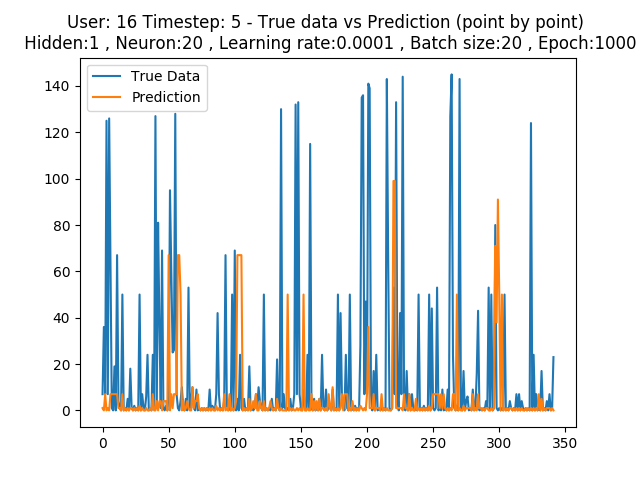 User: 16 Timestep: 5 - True data vs Prediction (point by point)
Hidden:1 , Neuron:20 , Learning rate:0.0001 , Batch size:20 , Epoch:1000
True Data
Prediction
140
120
100
80
60
40
20
0
0 50 100 150 200 250 300 350